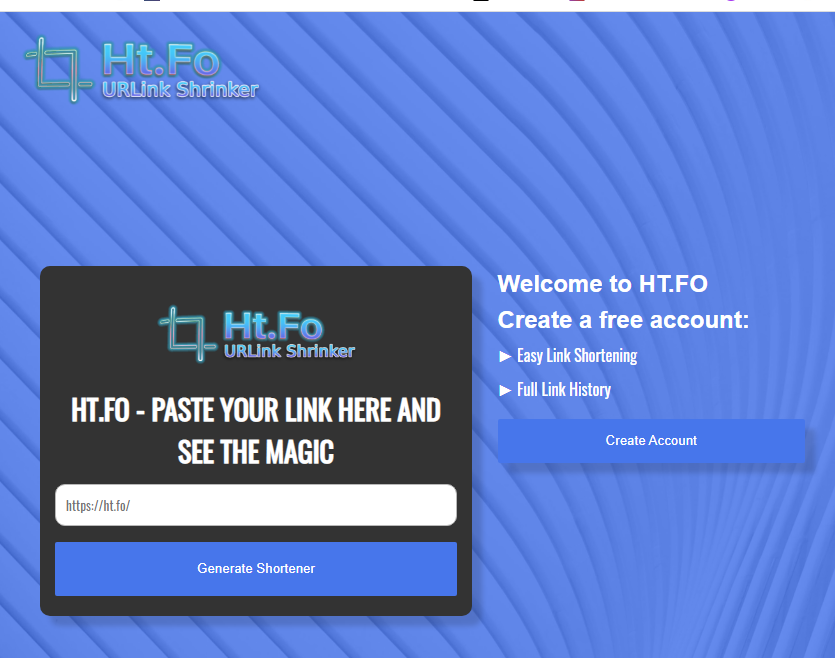 Ht.Fo
URLink Shrinker
Ht.Fo
URLink Shrinker
HT.FO - PASTE YOUR LINK HERE AND
SEE THE MAGIC
https://ht.fo/
Generate Shortener
Welcome to HT.FO
Create a free account:
► Easy Link Shortening
► Full Link History
Create Account